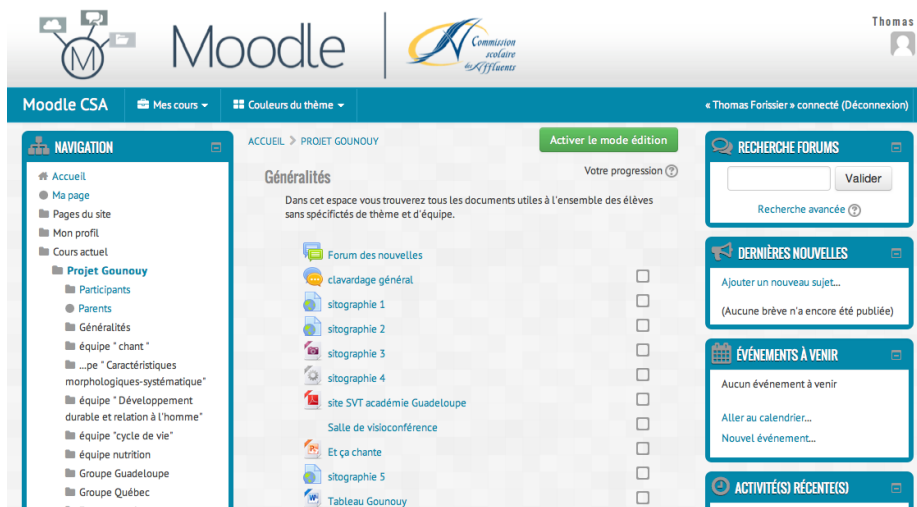 Moodle
Commission
scolaire
des Affluents
Thomas
Moodle CSA
Mes cours
Couleurs du thème
« Thomas Forissier » connecté (Déconnexion)
NAVIGATION
Accueil
Ma page
Pages du site
Mon profil
Cours actuel
Projet Gounouy
Participants
Parents
Généralités
équipe " chant "
...pe " Caractéristiques
morphologiques-systématique"
équipe " Développement
durable et relation à l'homme"
équipe "cycle de vie"
équipe nutrition
Groupe Guadeloupe
Groupe Québec
ACCUEIL > PROJET GOUNOUY
Activer le mode édition
Votre progression
Généralités
Dans cet espace vous trouverez tous les documents utiles à l'ensemble des élèves
sans spécifictés de thème et d'équipe.
Forum des nouvelles
clavardage général
sitographie 1
sitographie 2
sitographie 3
sitographie 4
site SVT académie Guadeloupe
Salle de visioconférence
Et ça chante
sitographie 5
Tableau Gounouy
RECHERCHE FORUMS
Valider
Recherche avancée
DERNIÈRES NOUVELLES
Ajouter un nouveau sujet...
(Aucune brève n'a encore été publiée)
ÉVÉNEMENTS À VENIR
Aucun événement à venir
Aller au calendrier...
Nouvel événement...
ACTIVITÉ(S) RÉCENTE(S)